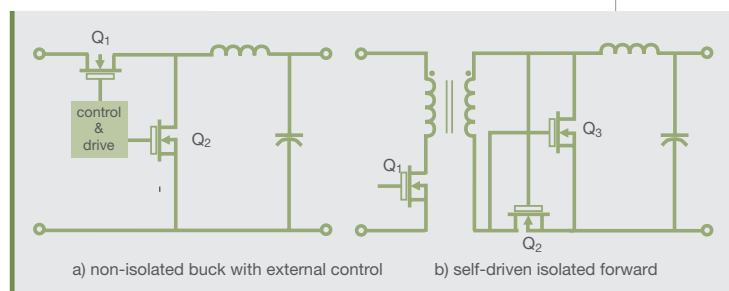 Q1
control
&
drive
Q2
a) non-isolated buck with external control
Q1
Q3
Q2
b) self-driven isolated forward